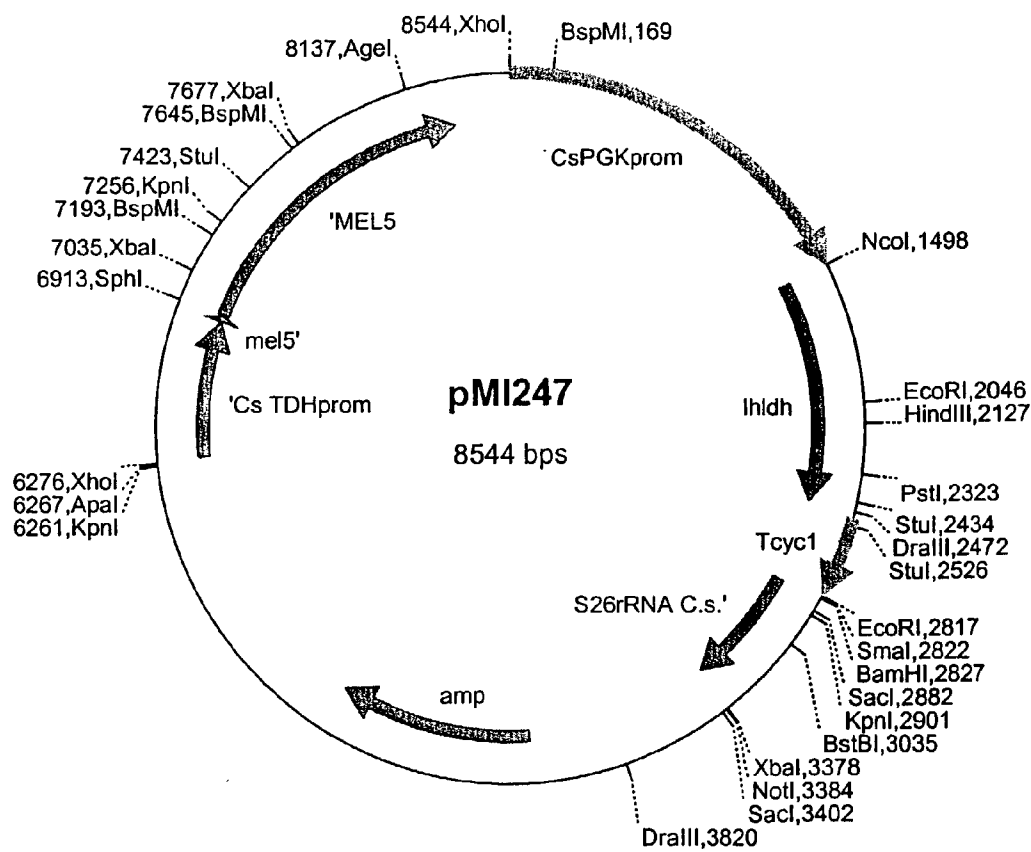 8544,XhoI
BspMI,169
8137,AgeI
7677,XbaI
7645,BspMI
7423,StuI
7256,KpnI
7193,BspMI
7035,XbaI
6913,SphI
CsPGKprom
'MEL5
NcoI,1498
mel5'
'Cs TDHprom
pMI247
8544 bps
lhldh
EcoRI,2046
HindIII,2127
6276,XhoI
6267,ApaI
6261,KpnI
PstI,2323
StuI,2434
DraIII,2472
StuI,2526
Tcyc1
S26rRNA C.s.'
EcoRI,2817
SmaI,2822
BamHI,2827
SacI,2882
KpnI,2901
BstBI,3035
amp
XbaI,3378
NotI,3384
SacI,3402
DraIII,3820